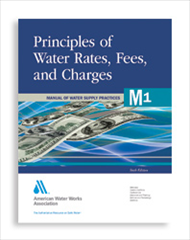 Principles of
Water Rates, Fees,
and Charges
MANUAL OF WATER SUPPLY PRACTICES
M1
American Water Works
Association